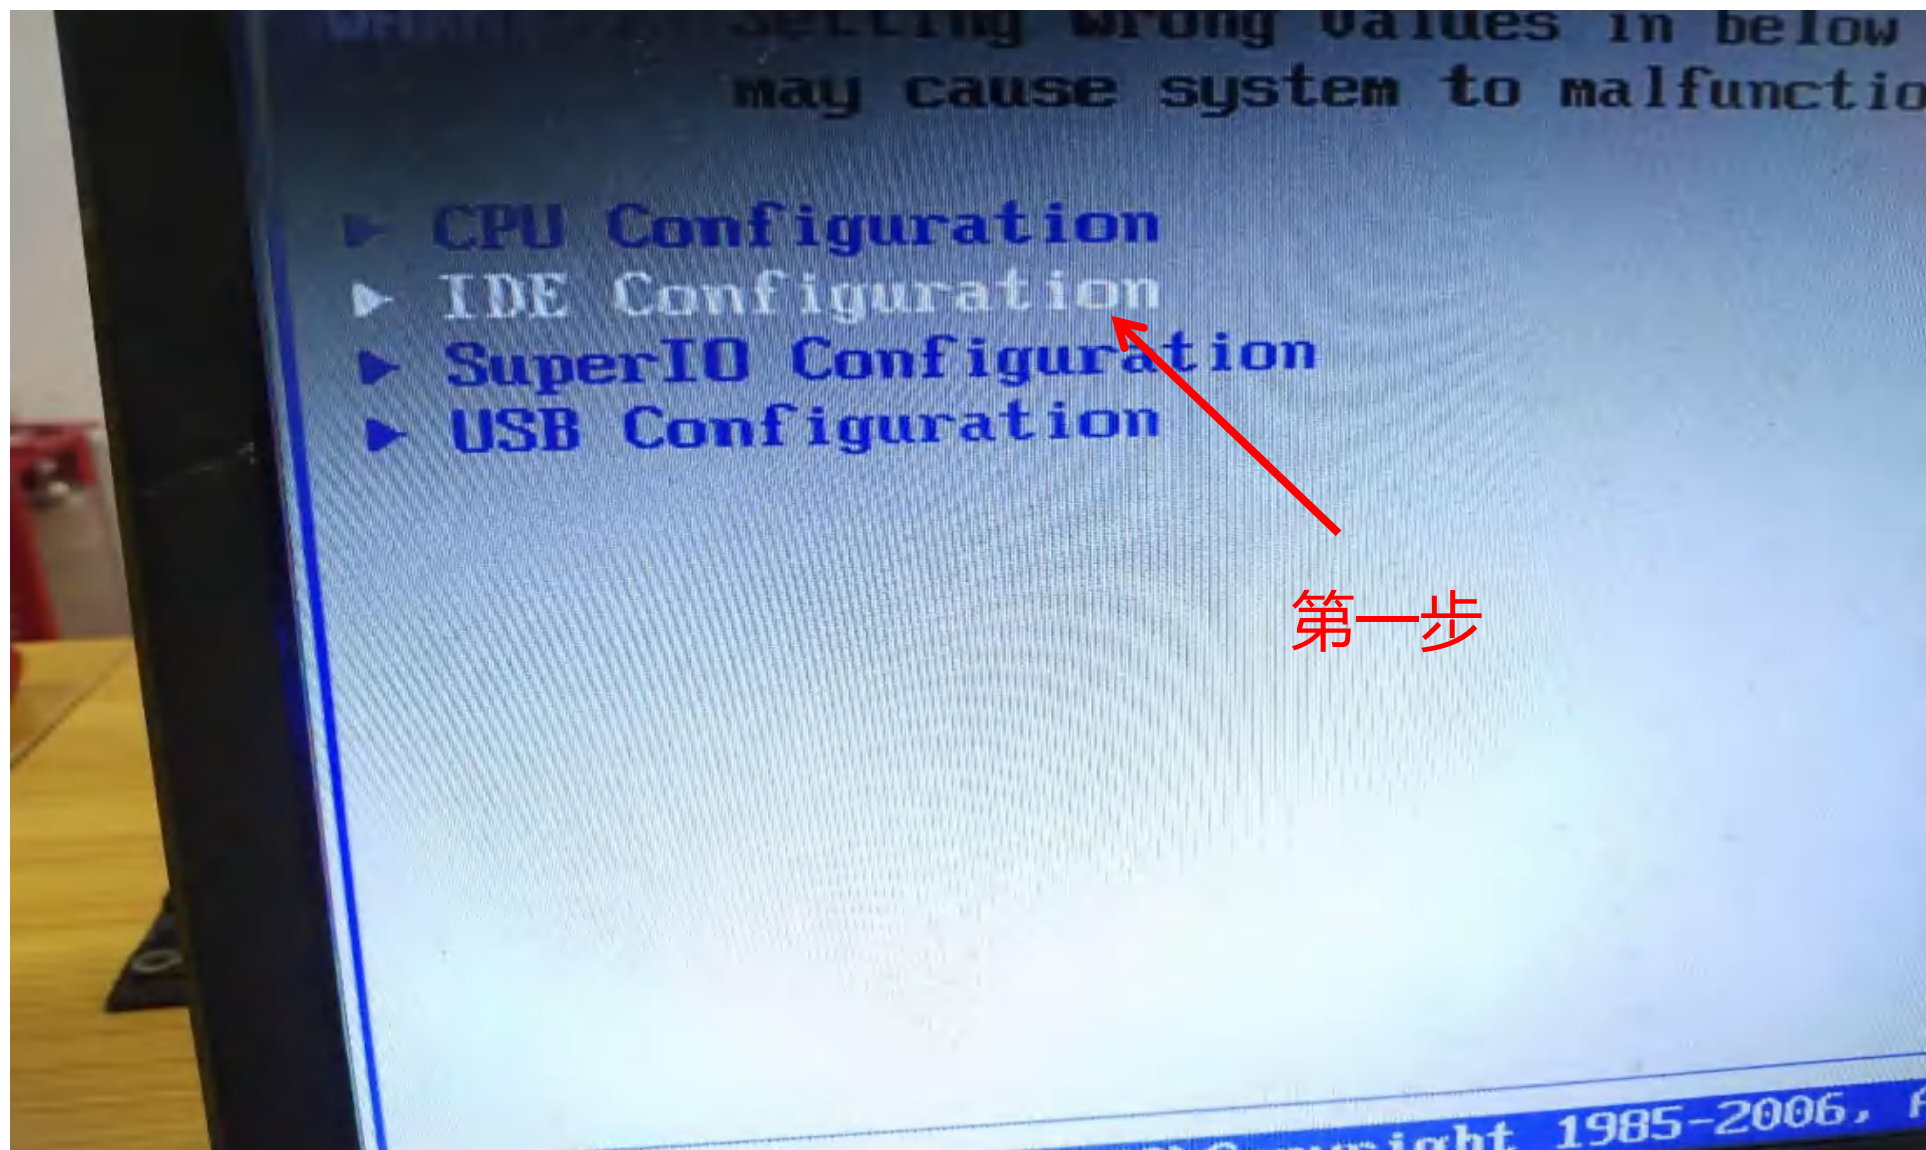 Setting wrong values in below
may cause system to malfunctio
► CPU Configuration
► IDE Configuration
► SuperIO Configuration
► USB Configuration
第一步
1985-2006,